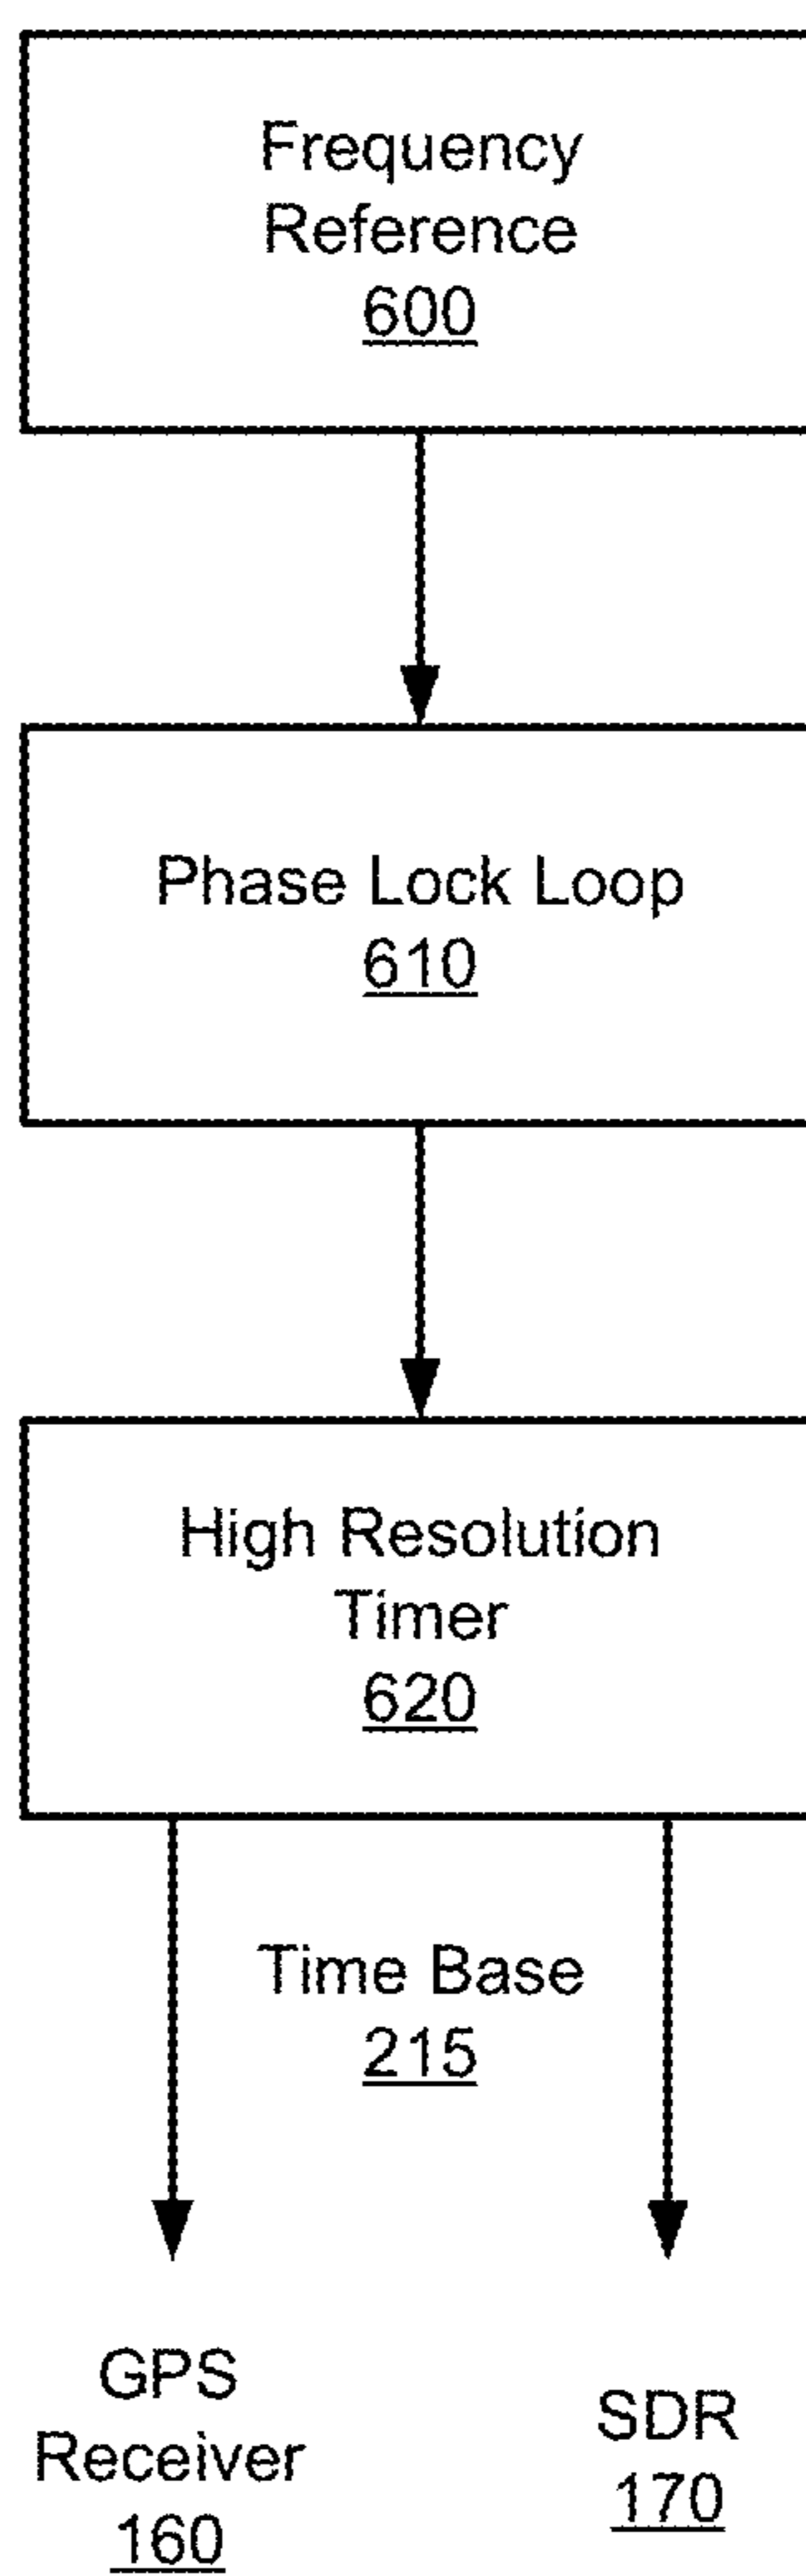 Frequency
Reference
600
Phase Lock Loop
610
High Resolution
Timer
620
Time Base
215
GPS
Receiver
160
SDR
170